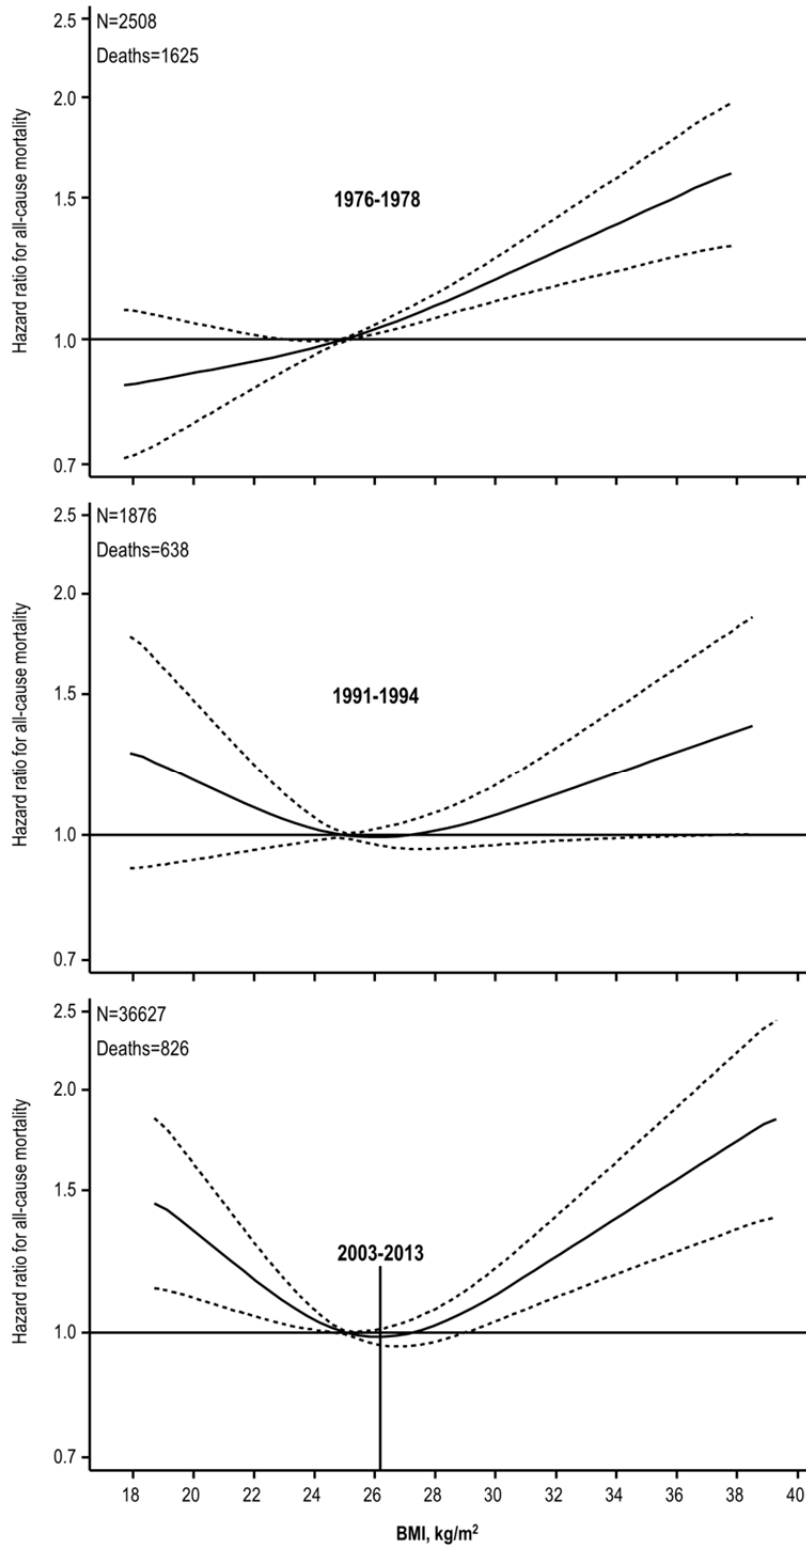 2.5
N=2508
Deaths=1625
2.0
1976-1978
1.5
1.0
0.7
Hazard ratio for all-cause mortality
2.5
N=1876
Deaths=638
2.0
1991-1994
1.5
1.0
0.7
Hazard ratio for all-cause mortality
2.5
N=36627
Deaths=826
2.0
1.5
2003-2013
1.0
0.7
Hazard ratio for all-cause mortality
18 20 22 24 26 28 30 32 34 36 38 40
BMI, kg/m²